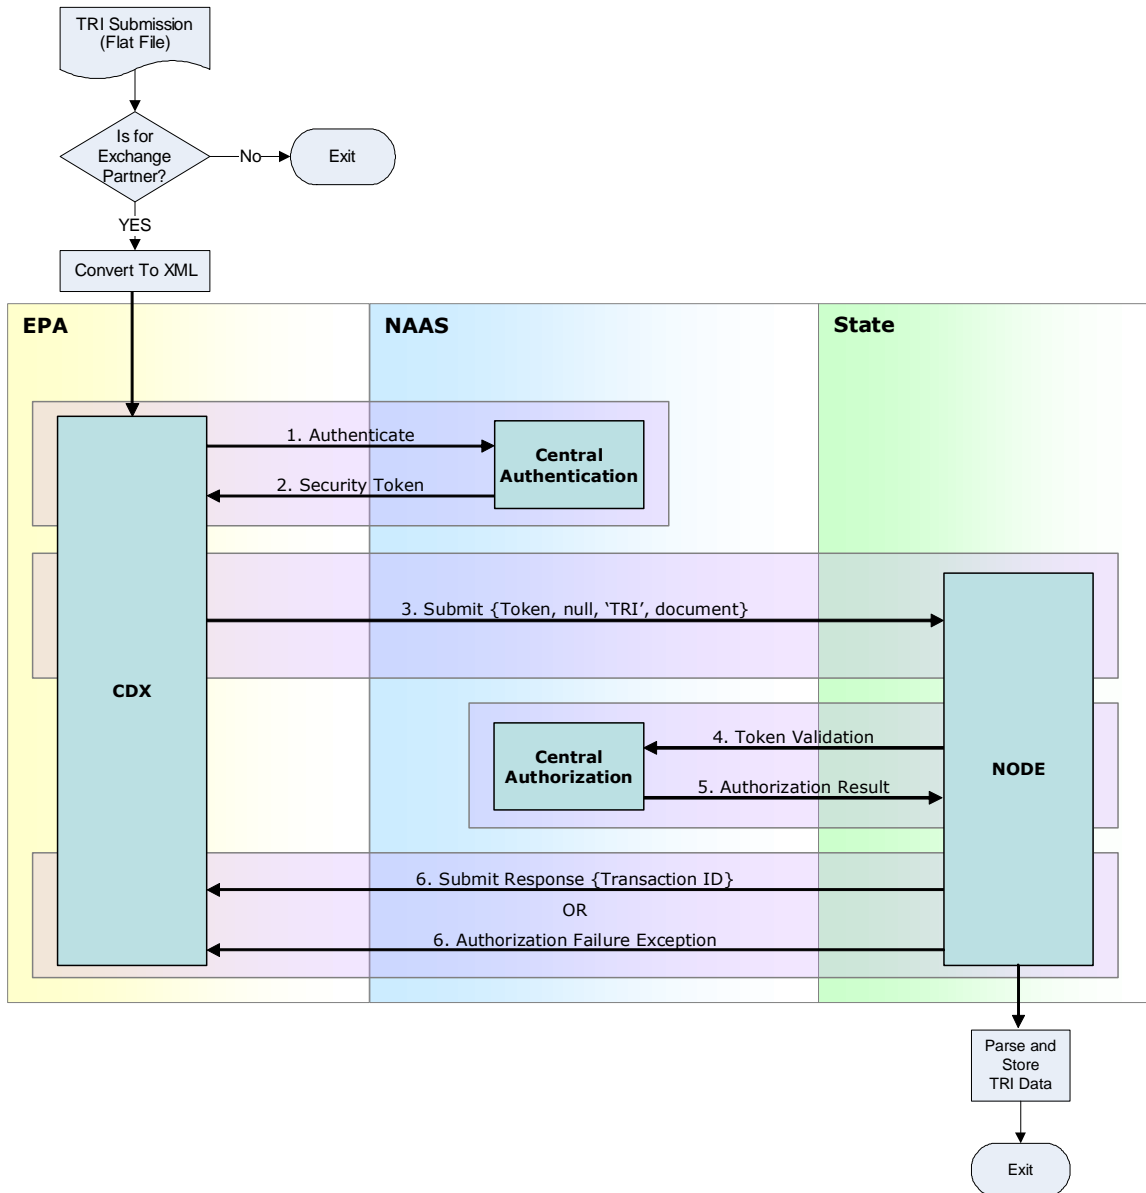 TRI Submission
(Flat File)
Is for
Exchange
Partner?
No
Exit
YES
Convert To XML
EPA
NAAS
State
1. Authenticate
Central
Authentication
2. Security Token
3. Submit {Token, null, ‘TRI’, document}
CDX
4. Token Validation
Central
Authorization
NODE
5. Authorization Result
6. Submit Response {Transaction ID}
OR
6. Authorization Failure Exception
Parse and
Store
TRI Data
Exit